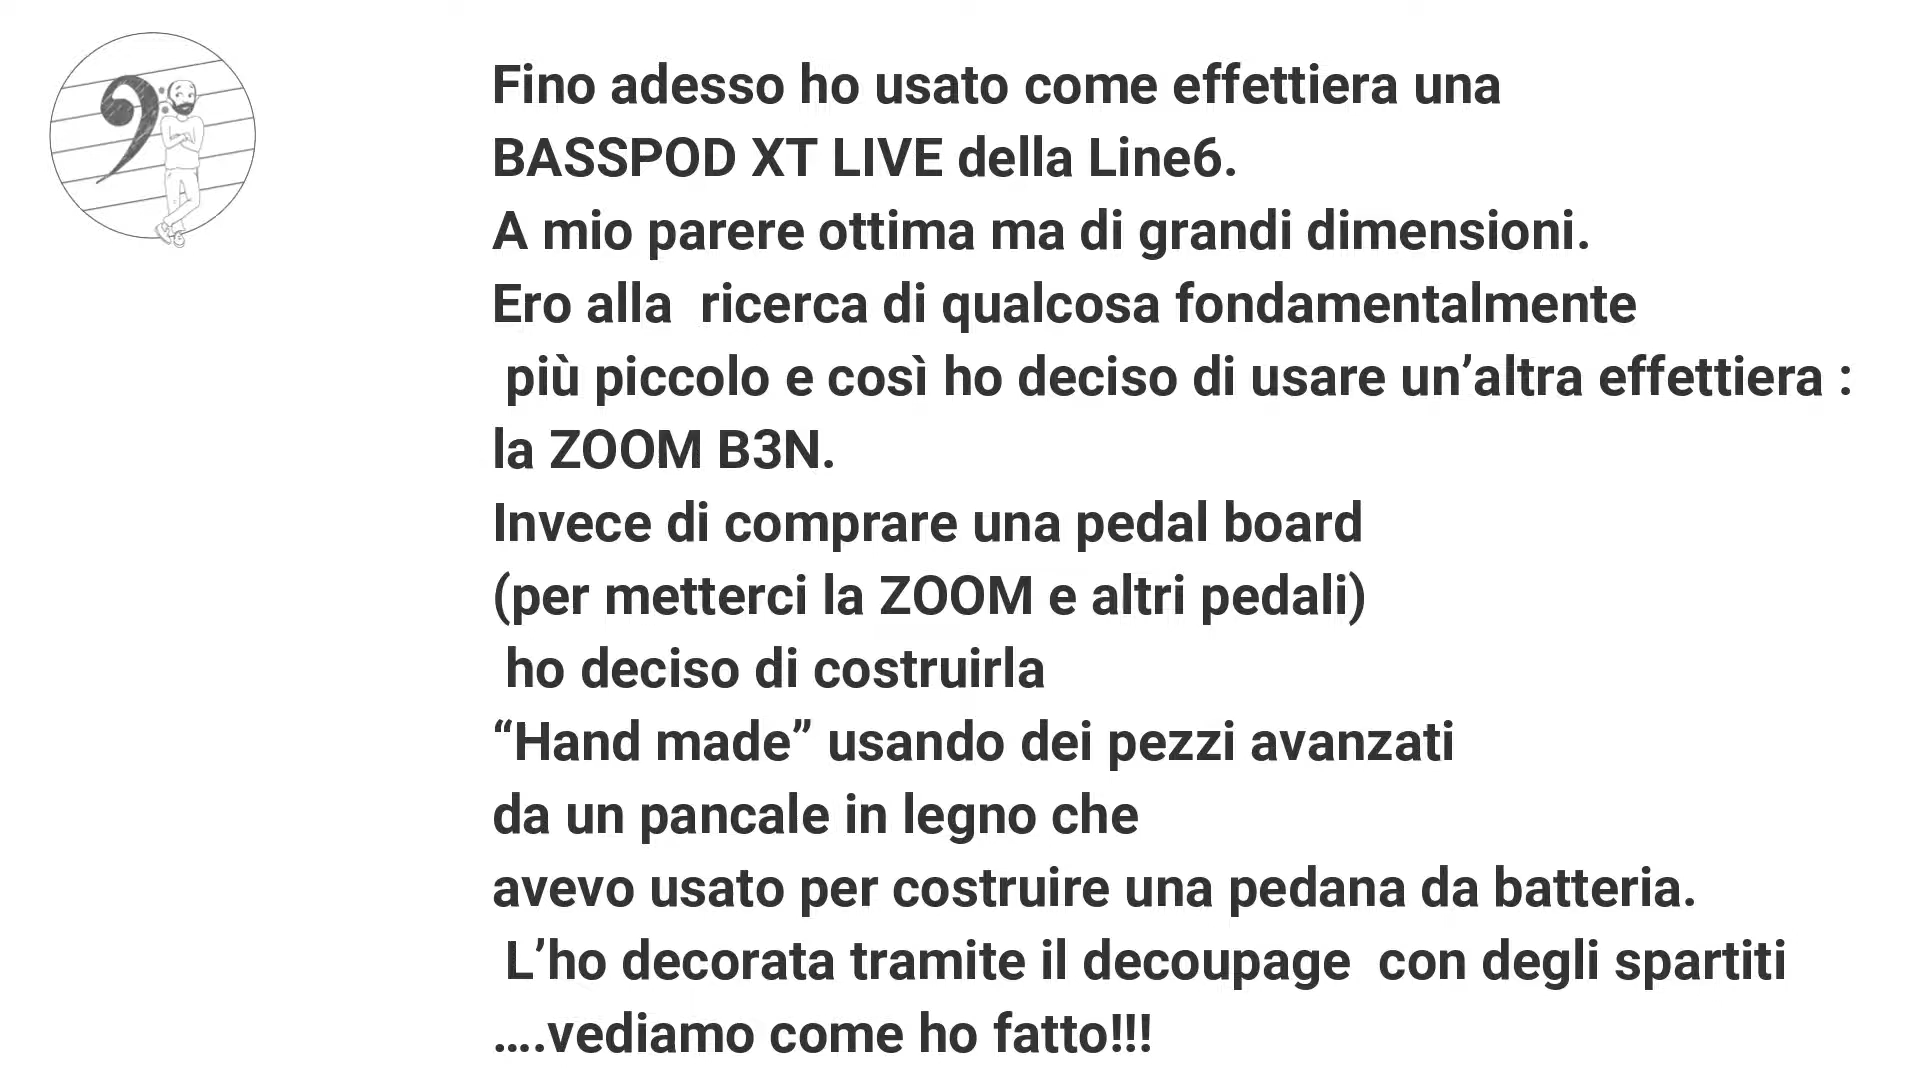 Fino adesso ho usato come effettiera una
BASSPOD XT LIVE della Line6.
A mio parere ottima ma di grandi dimensioni.
Ero alla  ricerca di qualcosa fondamentalmente
più piccolo e così ho deciso di usare un’altra effettiera :
la ZOOM B3N.
Invece di comprare una pedal board
(per metterci la ZOOM e altri pedali)
ho deciso di costruirla
“Hand made” usando dei pezzi avanzati
da un pancale in legno che
avevo usato per costruire una pedana da batteria.
L’ho decorata tramite il decoupage  con degli spartiti
....vediamo come ho fatto!!!